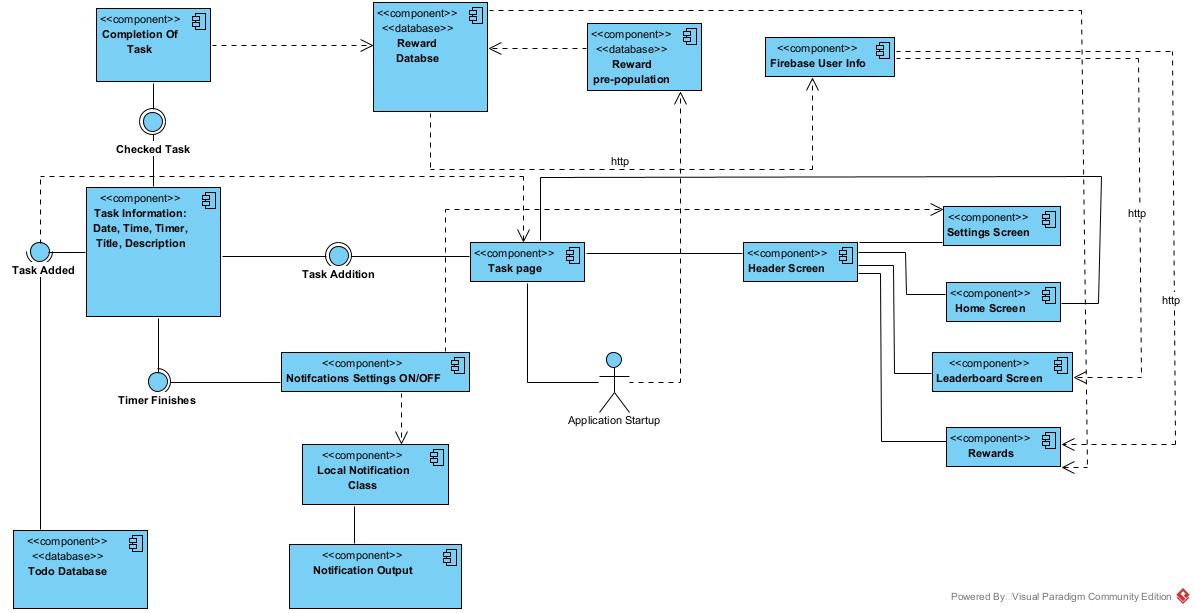 <<component>>
Completion Of
Task
<<component>>
<<database>>
Reward
Databse
<<component>>
<<database>>
Reward
pre-population
<<component>>
Firebase User Info
Checked Task
http
<<component>>
Task Information:
Date, Time, Timer,
Title, Description
http
<<component>>
Settings Screen
Task Added
Task Addition
<<component>>
Task page
<<component>>
Header Screen
<<component>>
Home Screen
http
<<component>>
Notifcations Settings ON/OFF
<<component>>
Leaderboard Screen
Timer Finishes
Application Startup
<<component>>
Rewards
<<component>>
Local Notification
Class
<<component>>
<<database>>
Todo Database
<<component>>
Notification Output
Powered By Visual Paradigm Community Edition